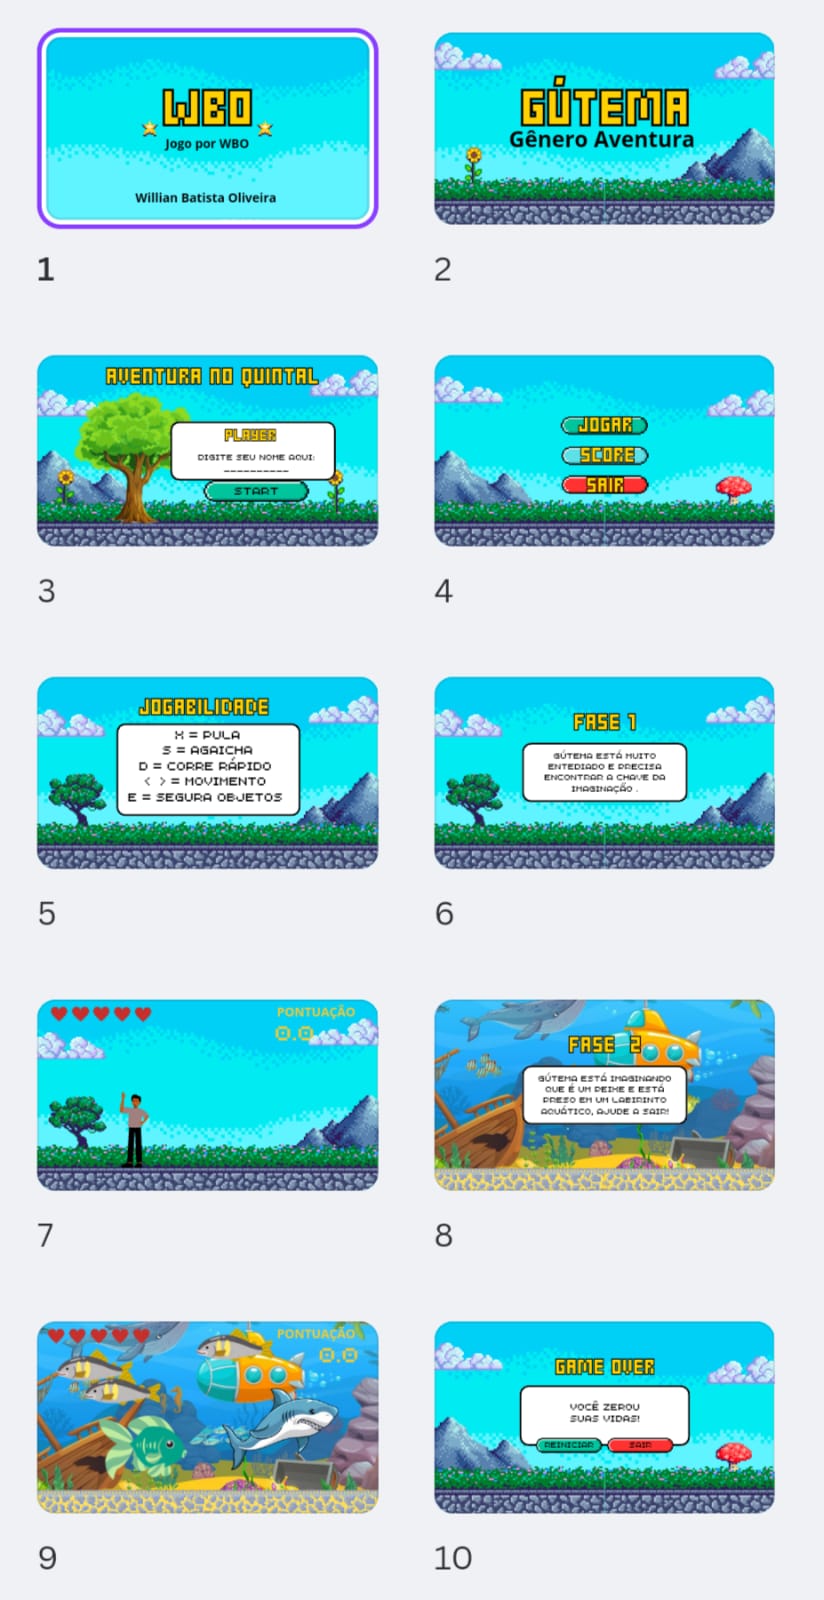 WBO
Jogo por WBO
Willian Batista Oliveira
1
GÚTEMA
Gênero Aventura
2
AVENTURA NO QUINTAL
PLAYER
DIGITE SEU NOME AQUI:
__________
START
3
JOGAR
SCORE
SAIR
4
JOGABILIDADE
X = PULA
S = AGAICHA
D = CORRE RÁPIDO
< > = MOVIMENTO
E = SEGURA OBJETOS
5
FASE 1
GÚTEMA ESTÁ MUITO
ENTEDIADO E PRECISA
ENCONTRAR A CHAVE DA
IMAGINAÇÃO .
6
PONTUAÇÃO
0.0
7
FASE 2
GÚTEMA ESTÁ IMAGINANDO
QUE É UM PEIXE E ESTÁ
PRESO EM UM LABIRINTO
AQUÁTICO, AJUDE A SAIR!
8
PONTUAÇÃO
0.0
9
GAME OVER
VOCÊ ZEROU
SUAS VIDAS!
REINICIAR
SAIR
10